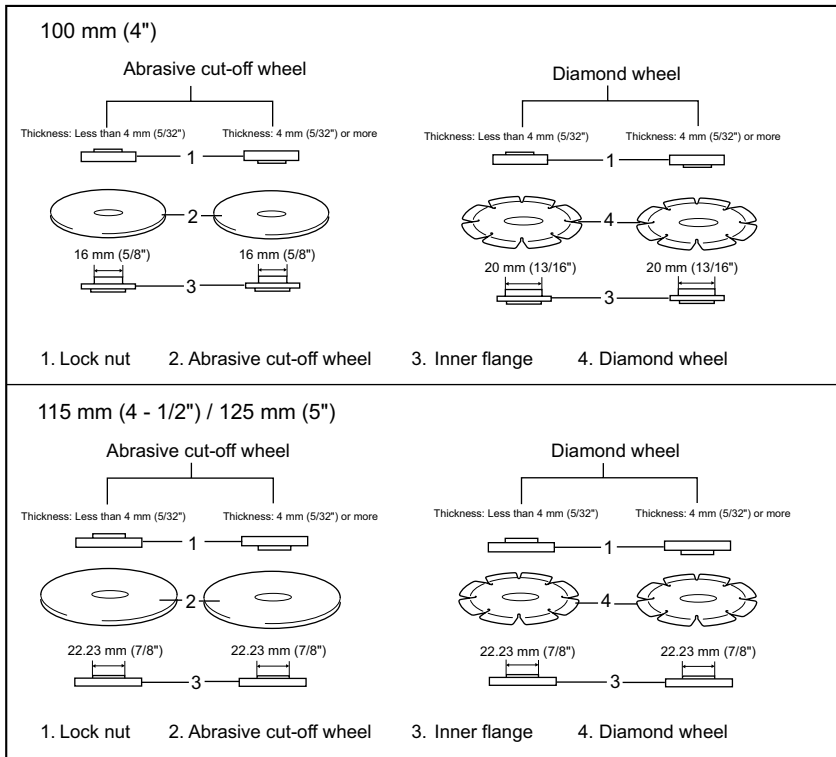 100 mm (4")
Abrasive cut-off wheel
Diamond wheel
Thickness: Less than 4 mm (5/32")
Thickness: 4 mm (5/32") or more
Thickness: Less than 4 mm (5/32")
Thickness: 4 mm (5/32") or more
1
1
2
4
16 mm (5/8")
16 mm (5/8")
20 mm (13/16")
20 mm (13/16")
3
3
1. Lock nut 2. Abrasive cut-off wheel 3. Inner flange 4. Diamond wheel
115 mm (4 - 1/2") / 125 mm (5")
Abrasive cut-off wheel
Diamond wheel
Thickness: Less than 4 mm (5/32")
Thickness: 4 mm (5/32") or more
Thickness: Less than 4 mm (5/32")
Thickness: 4 mm (5/32") or more
1
1
2
4
22.23 mm (7/8")
22.23 mm (7/8")
22.23 mm (7/8")
22.23 mm (7/8")
3
3
1. Lock nut 2. Abrasive cut-off wheel 3. Inner flange 4. Diamond wheel